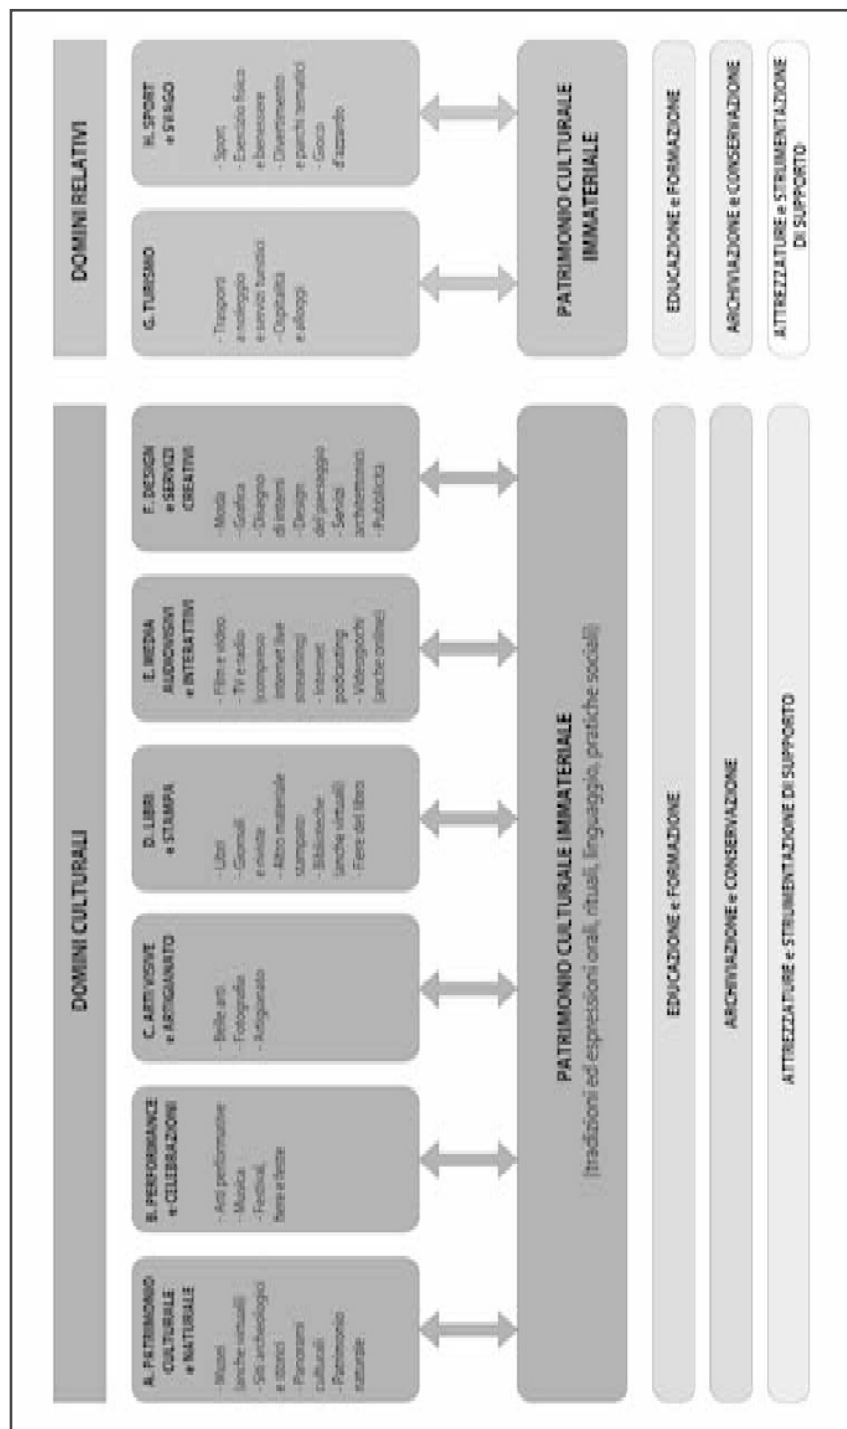 DOMINI CULTURALI
A. PATRIMONIO
CULTURALE
e NATURALE
- Musei
(anche virtuali)
- Siti archeologici
e storici
- Panorami
culturali
- Patrimonio
naturale
B. PERFORMANCE
e CELEBRAZIONI
- Arti performative
- Musica
- Festival,
fiere e feste
C. ARTI VISIVE
e ARTIGIANATO
- Belle arti
- Fotografie
- Artigianato
D. LIBRI
e STAMPA
- Libri
- Giornali
e riviste
- Altro materiale
stampato
- Biblioteche
(anche virtuali)
- Fiere del libro
E. MEDIA
AUDIOVISIVI
e INTERATTIVI
- Film e video
- TV e radio
(compreso
internet live
streaming)
- Internet
podcasting
- Videogiochi
(anche online)
F. DESIGN
e SERVIZI
CREATIVI
- Moda
- Grafica
- Disegno
di interni
- Design
del paesaggio
- Servizi
architettonici
- Pubblicità
PATRIMONIO CULTURALE IMMATERIALE
(tradizioni ed espressioni orali, rituali, linguaggio, pratiche sociali)
EDUCAZIONE e FORMAZIONE
ARCHIVIAZIONE e CONSERVAZIONE
ATTREZZATURE e STRUMENTAZIONE DI SUPPORTO
DOMINI RELATIVI
G. TURISMO
- Trasporti
a noleggio
e servizi turistici
- Ospitalità
e alloggi
H. SPORT
e SVAGO
- Sport
- Esercizio fisico
e benessere
- Divertimento
e parchi tematici
- Gioco
d'azzardo
PATRIMONIO CULTURALE
IMMATERIALE
EDUCAZIONE e FORMAZIONE
ARCHIVIAZIONE e CONSERVAZIONE
ATTREZZATURE e STRUMENTAZIONE
DI SUPPORTO